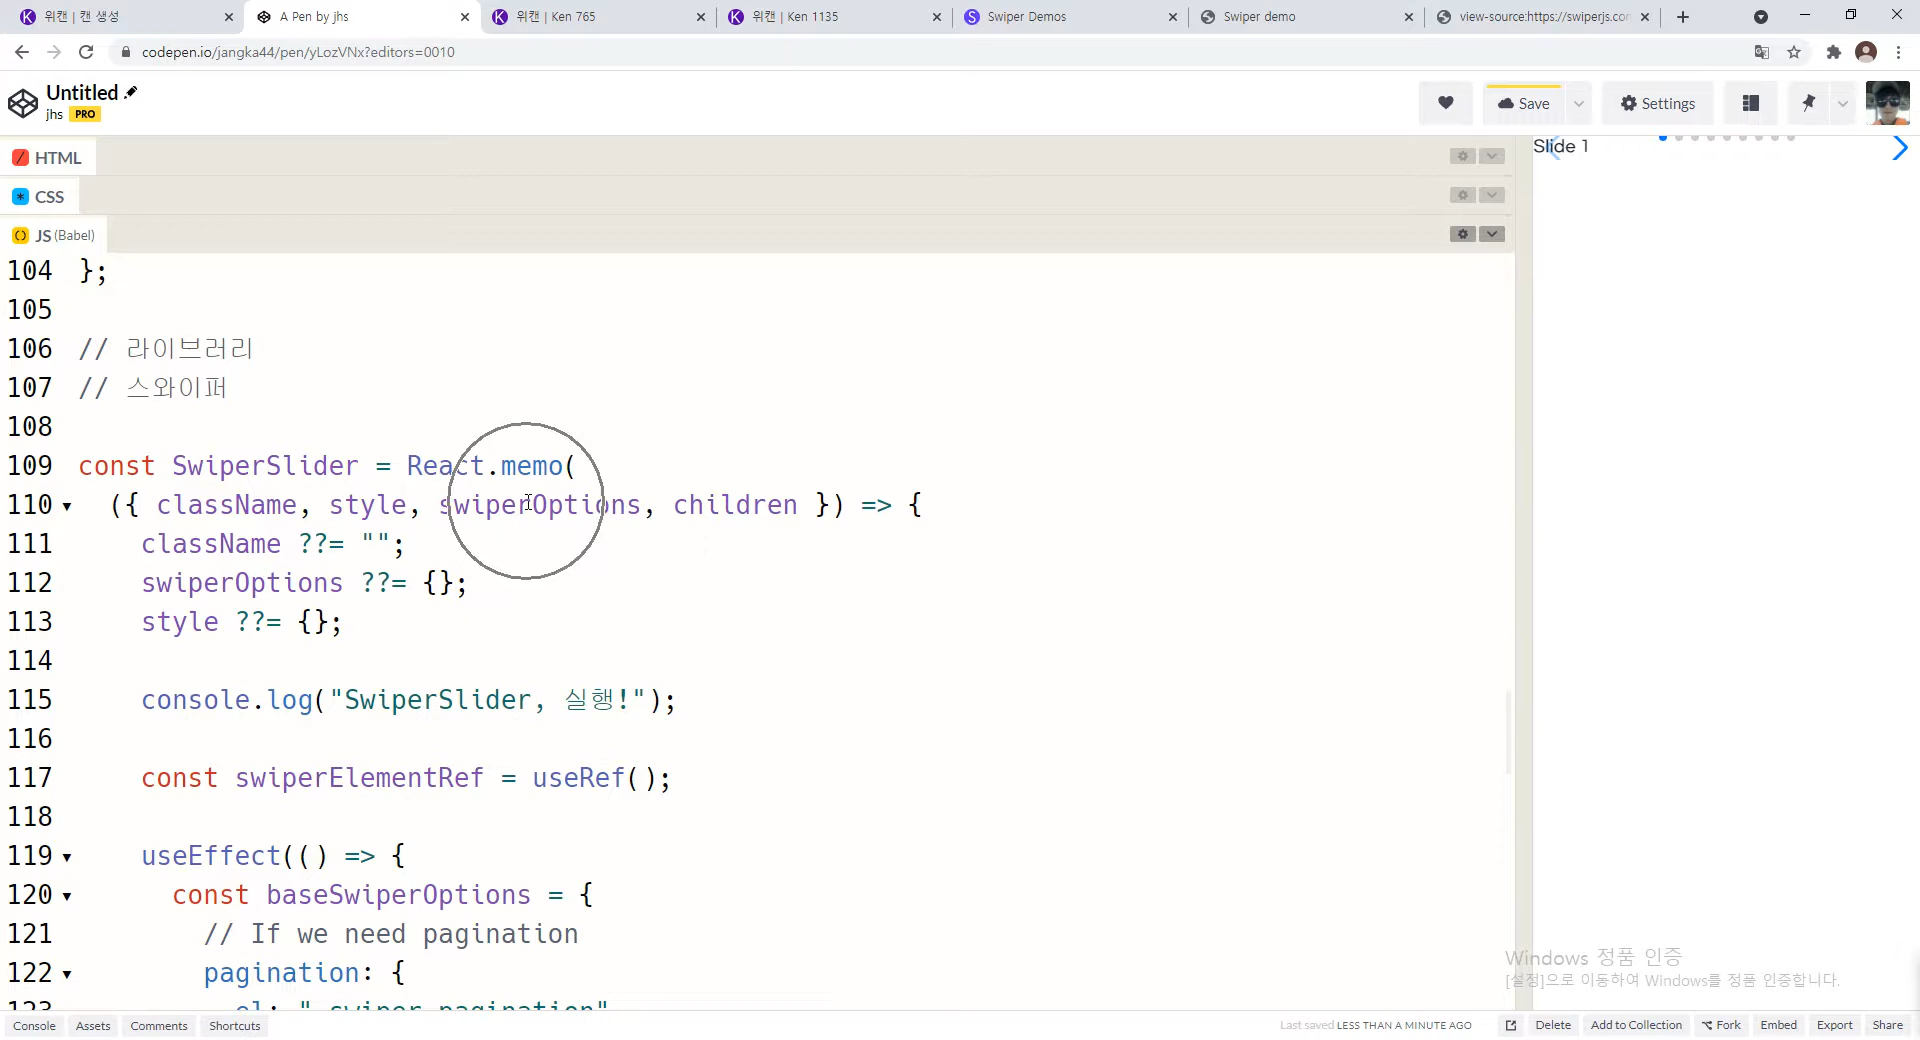 위캔 | 캔 생성
A Pen by jhs
위캔 | Ken 765
위캔 | Ken 1135
Swiper Demos
Swiper demo
view-source:https://swiperjs.cor
codepen.io/jangka44/pen/yLozVNx?editors=0010
Untitled
jhs PRO
Save
Settings
HTML
CSS
JS (Babel)
Slide 1
104 };
105
106 // 라이브러리
107 // 스와이퍼
108
109 const SwiperSlider = React.memo(
110 ({ className, style, swiperOptions, children }) => {
111 className ??= "";
112 swiperOptions ??= {};
113 style ??= {};
114
115 console.log("SwiperSlider, 실행!");
116
117 const swiperElementRef = useRef();
118
119 useEffect(() => {
120 const baseSwiperOptions = {
121 // If we need pagination
122 pagination: {
123 el: ".swiper-pagination"
Windows 정품 인증
[설정]으로 이동하여 Windows를 정품 인증합니다.
Console
Assets
Comments
Shortcuts
Last saved LESS THAN A MINUTE AGO
Delete
Add to Collection
Fork
Embed
Export
Share